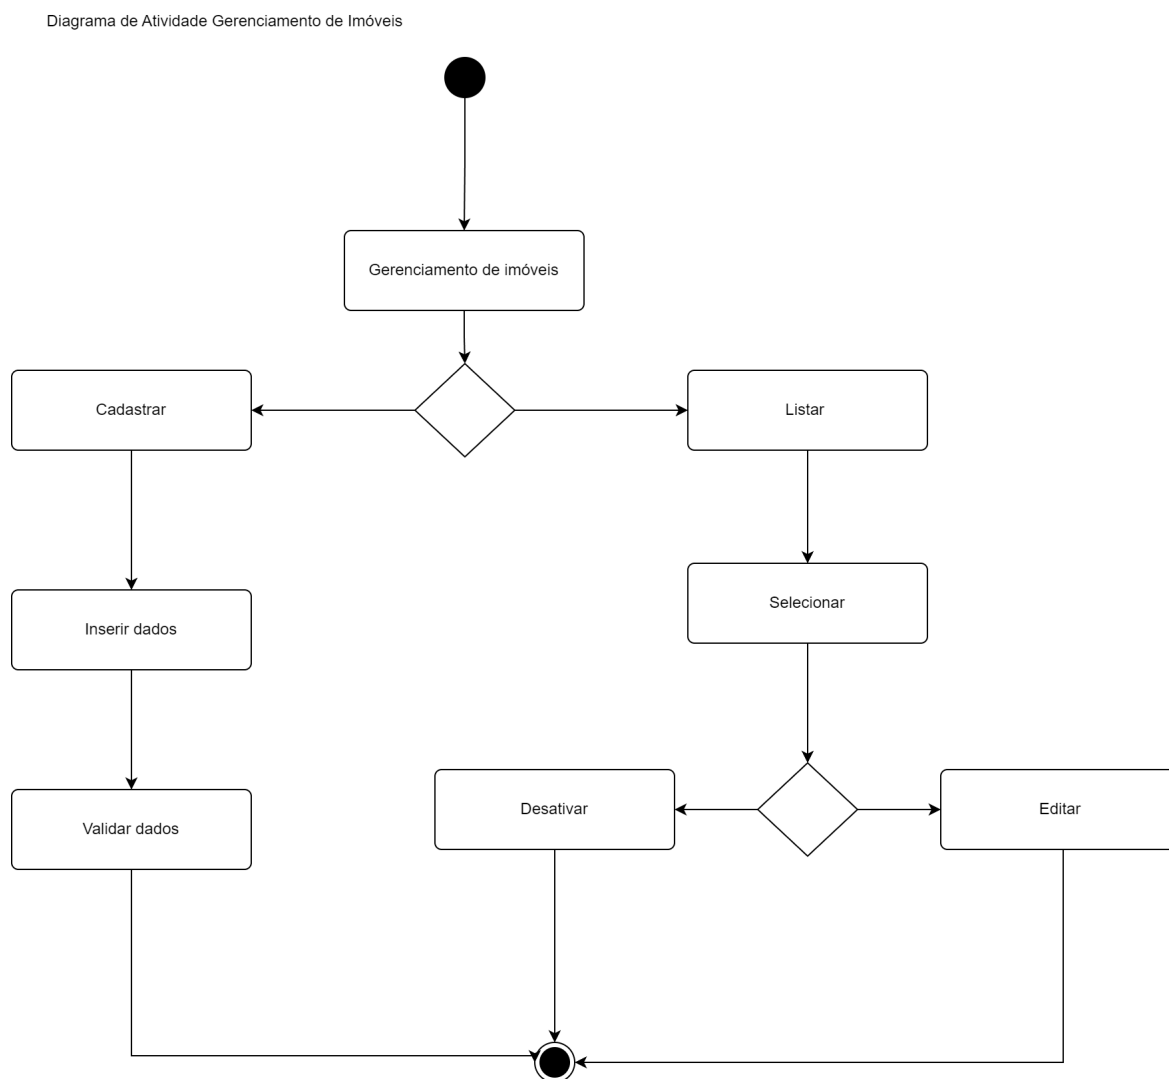 Diagrama de Atividade Gerenciamento de Imóveis
Gerenciamento de imóveis
Cadastrar
Listar
Inserir dados
Selecionar
Validar dados
Desativar
Editar